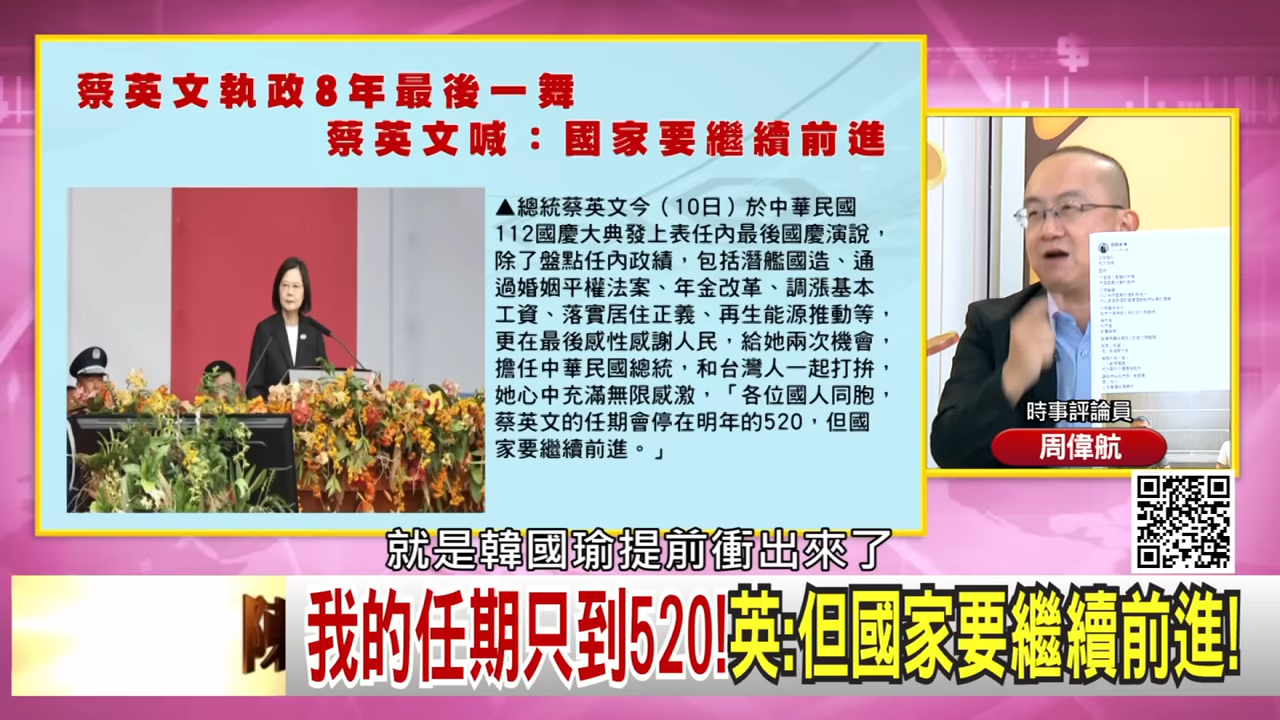 蔡英文執政8年最後一舞
蔡英文喊：國家要繼續前進
▲總統蔡英文今（10日）於中華民國
112國慶大典發上表任內最後國慶演說，
除了盤點任內政績，包括潛艦國造、通
過婚姻平權法案、年金改革、調漲基本
工資、落實居住正義、再生能源推動等，
更在最後感性感謝人民，給她兩次機會，
擔任中華民國總統，和台灣人一起打拚，
她心中充滿無限感激，「各位國人同胞，
蔡英文的任期會停在明年的520，但國
家要繼續前進。」
時事評論員
周偉航
就是韓國瑜提前衝出來了
陳
我的任期只到520!英:但國家要繼續前進!